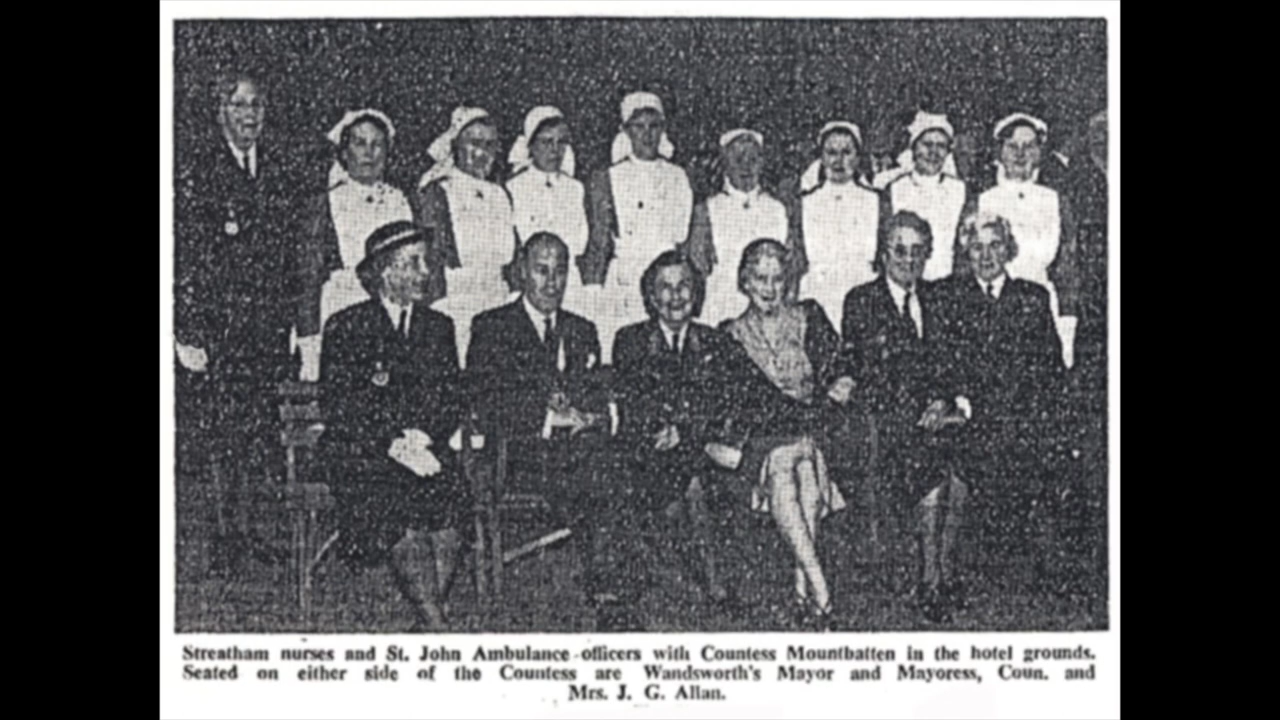 Streatham nurses and St. John Ambulance officers with Countess Mountbatten in the hotel grounds.
Seated on either side of the Countess are Wandsworth's Mayor and Mayoress, Coun. and
Mrs. J. G. Allan.